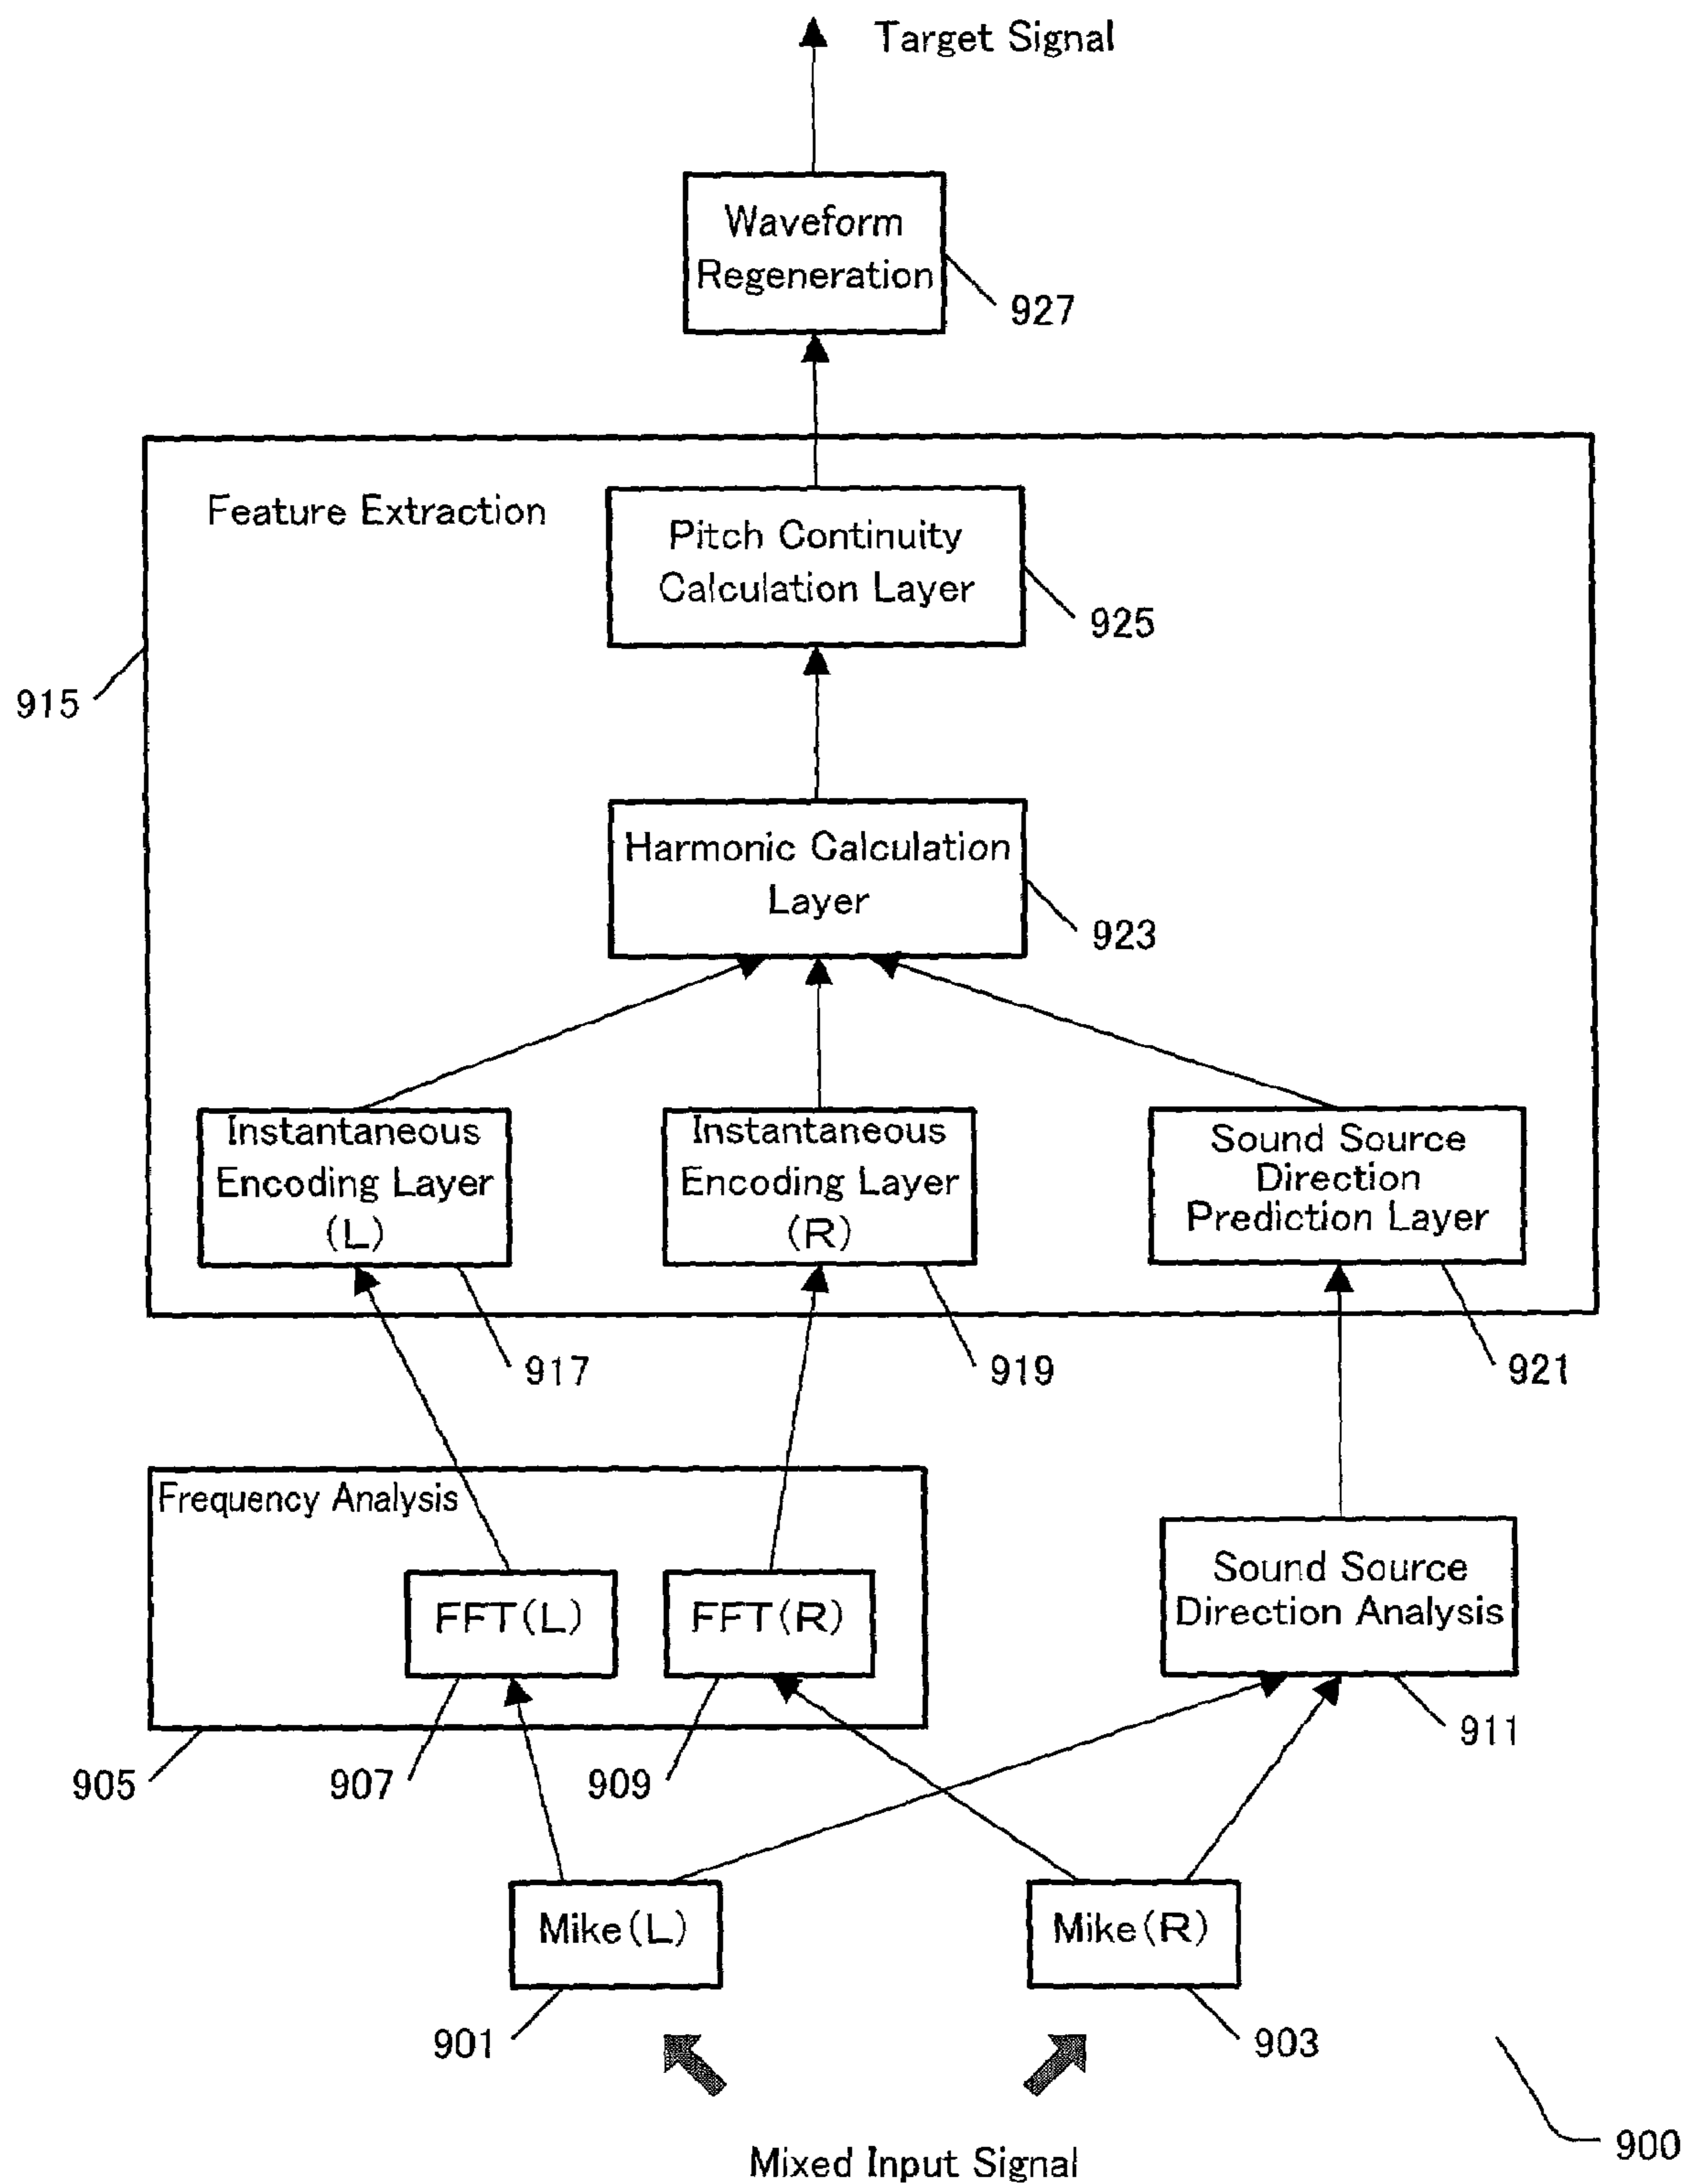 Target Signal
Waveform
Regeneration
927
Feature Extraction
Pitch Continuity
Calculation Layer
925
915
Harmonic Calculation
Layer
923
Instantaneous
Encoding Layer
(L)
Instantaneous
Encoding Layer
(R)
Sound Source
Direction
Prediction Layer
917
919
921
Frequency Analysis
FFT(L)
FFT(R)
Sound Source
Direction Analysis
905
907
909
911
Mike(L)
Mike(R)
901
903
Mixed Input Signal
900